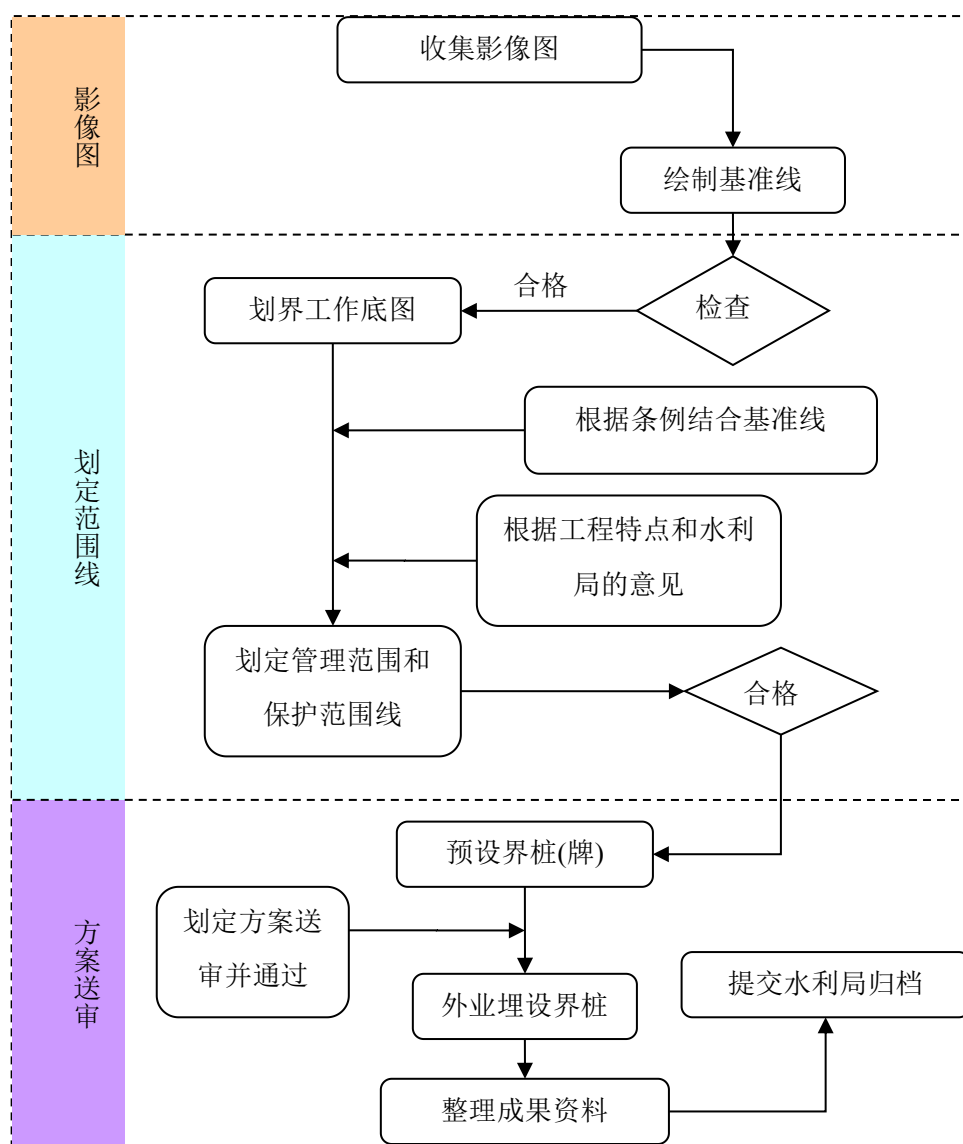 影像图
收集影像图
绘制基准线
划定范围线
检查
合格
划界工作底图
根据条例结合基准线
根据工程特点和水利
局的意见
划定管理范围和
保护范围线
合格
方案送审
预设界桩(牌)
划定方案送
审并通过
外业埋设界桩
提交水利局归档
整理成果资料